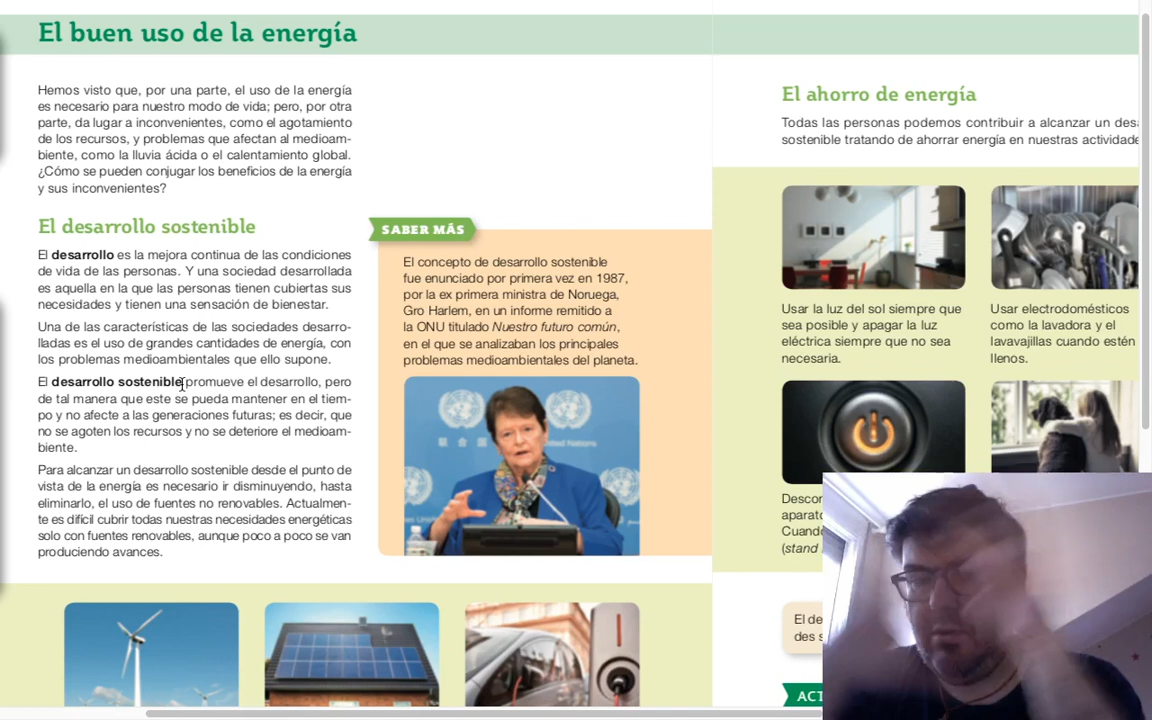 El buen uso de la energía
Hemos visto que, por una parte, el uso de la energía
es necesario para nuestro modo de vida; pero, por otra
parte, da lugar a inconvenientes, como el agotamiento
de los recursos, y problemas que afectan al medioam-
biente, como la lluvia ácida o el calentamiento global.
¿Cómo se pueden conjugar los beneficios de la energía
y sus inconvenientes?
El desarrollo sostenible
El desarrollo es la mejora continua de las condiciones
de vida de las personas. Y una sociedad desarrollada
es aquella en la que las personas tienen cubiertas sus
necesidades y tienen una sensación de bienestar.
Una de las características de las sociedades desarro-
lladas es el uso de grandes cantidades de energía, con
los problemas medioambientales que ello supone.
El desarrollo sostenible promueve el desarrollo, pero
de tal manera que este se pueda mantener en el tiem-
po y no afecte a las generaciones futuras; es decir, que
no se agoten los recursos y no se deteriore el medioam-
biente.
Para alcanzar un desarrollo sostenible desde el punto de
vista de la energía es necesario ir disminuyendo, hasta
eliminarlo, el uso de fuentes no renovables. Actualmen-
te es difícil cubrir todas nuestras necesidades energéticas
solo con fuentes renovables, aunque poco a poco se van
produciendo avances.
SABER MÁS
El concepto de desarrollo sostenible
fue enunciado por primera vez en 1987,
por la ex primera ministra de Noruega,
Gro Harlem, en un informe remitido a
la ONU titulado Nuestro futuro común,
en el que se analizaban los principales
problemas medioambientales del planeta.
United Nations
El ahorro de energía
Todas las personas podemos contribuir a alcanzar un desa
sostenible tratando de ahorrar energía en nuestras actividade
Usar la luz del sol siempre que
sea posible y apagar la luz
eléctrica siempre que no sea
necesaria.
Usar electrodomésticos
como la lavadora y el
lavavajillas cuando estén
llenos.
Descon
aparato
Cuando
(stand
El de
des s
ACT